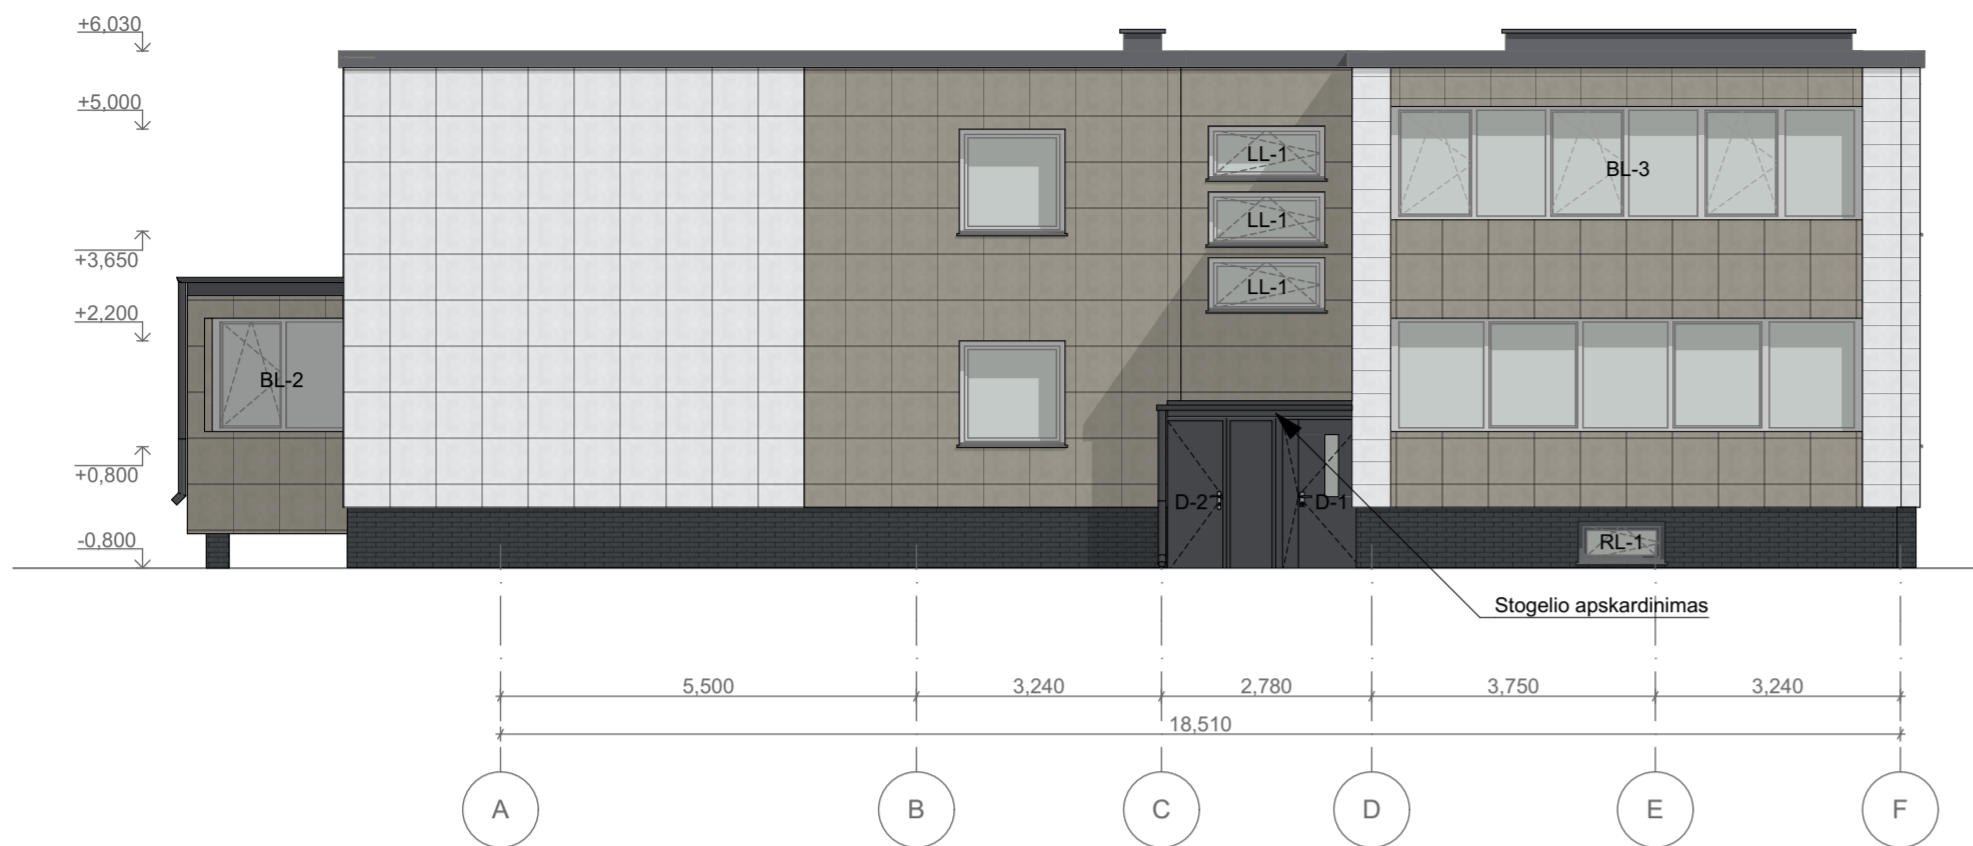 +6,030
+5,000
+3,650
+2,200
+0,800
-0,800
LL-1
LL-1
LL-1
BL-3
BL-2
D-2
D-1
RL-1
Stogelio apskardinimas
5,500
3,240
2,780
3,750
3,240
18,510
A
B
C
D
E
F